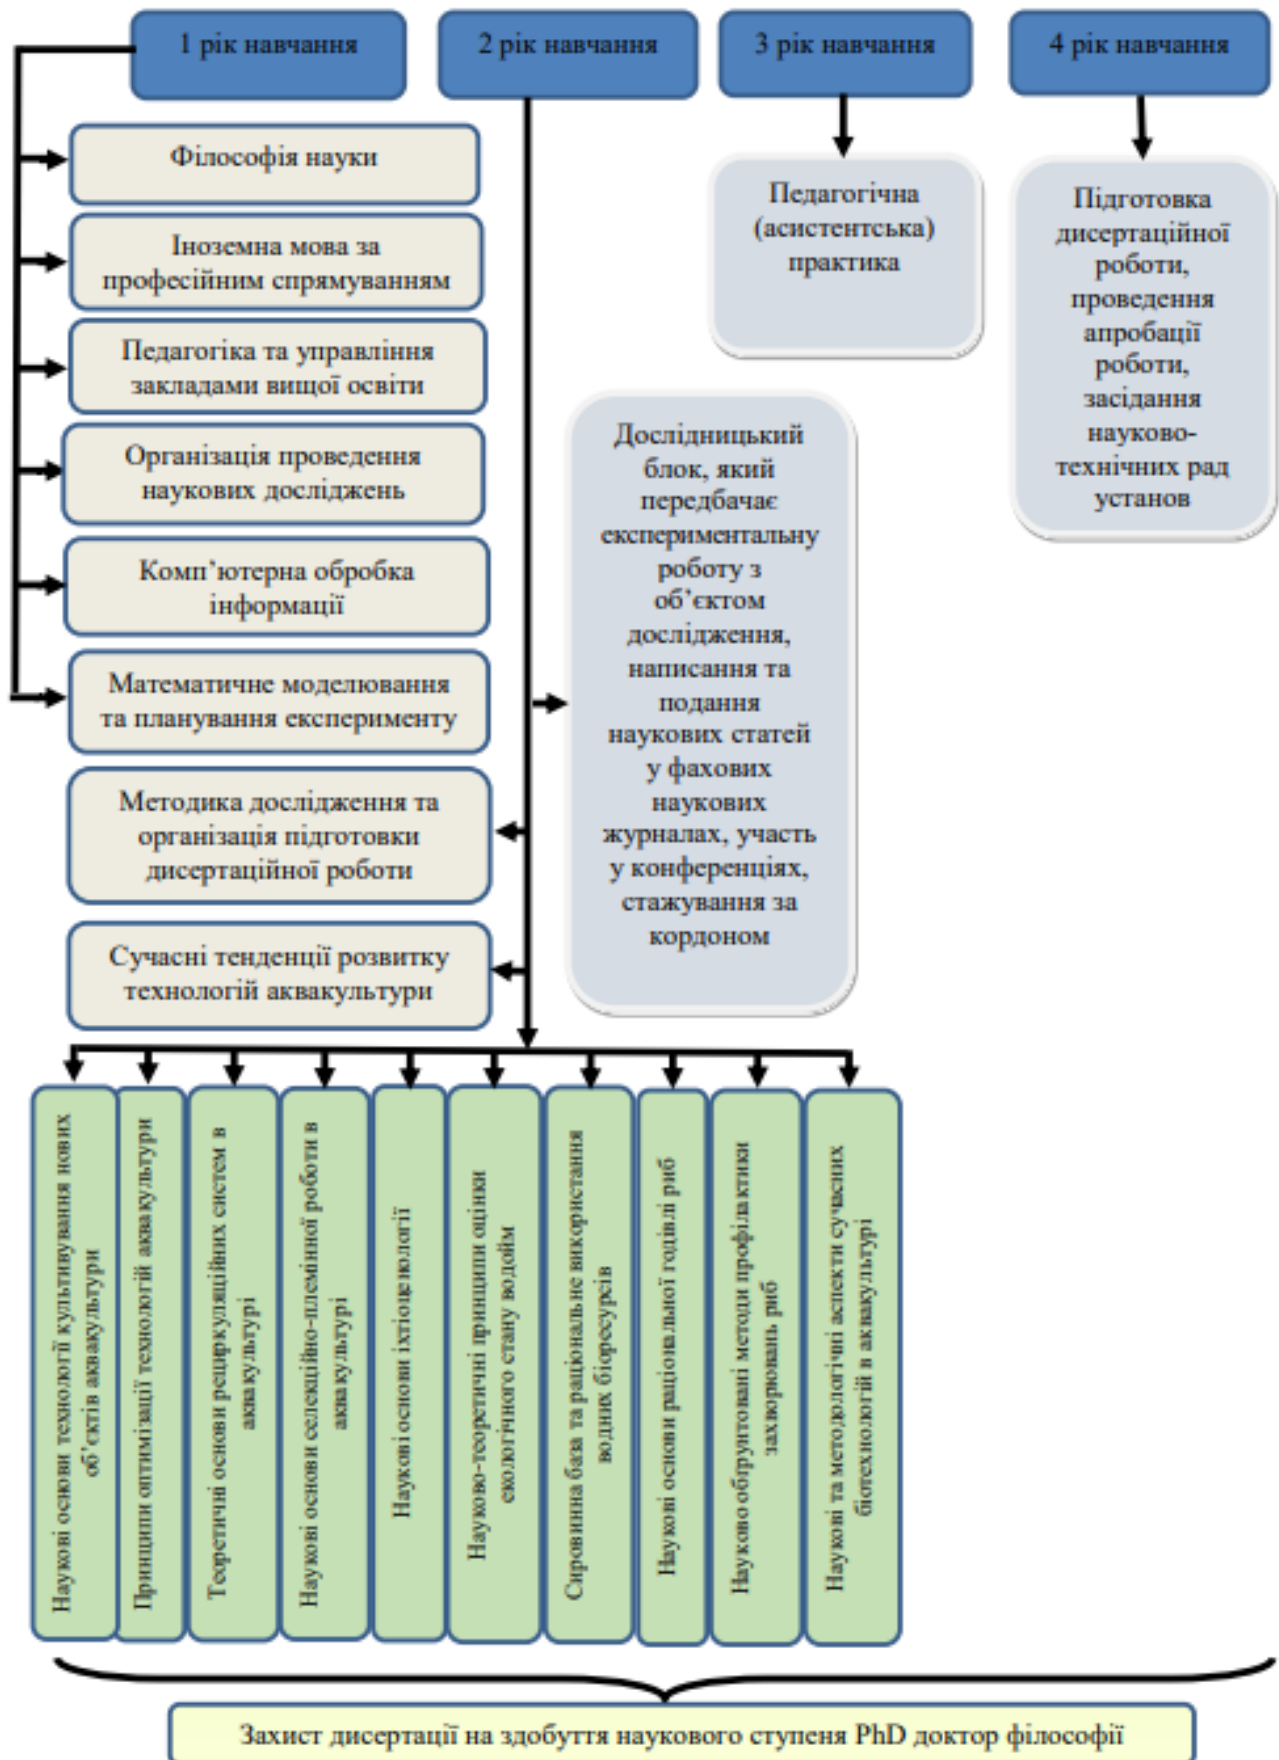 1 рік навчання
2 рік навчання
3 рік навчання
4 рік навчання
Філософія науки
Іноземна мова за
професійним спрямуванням
Педагогіка та управління
закладами вищої освіти
Організація проведення
наукових досліджень
Комп’ютерна обробка
інформації
Математичне моделювання
та планування експерименту
Методика дослідження та
організація підготовки
дисертаційної роботи
Сучасні тенденції розвитку
технологій аквакультури
Дослідницький
блок, який
передбачає
експериментальну
роботу з
об’єктом
дослідження,
написання та
подання
наукових статей
у фахових
наукових
журналах, участь
у конференціях,
стажування за
кордоном
Педагогічна
(асистентська)
практика
Підготовка
дисертаційної
роботи,
проведення
апробації
роботи,
засідання
науково-
технічних рад
установ
Наукові основи технології культивування нових
об’єктів аквакультури
Принципи оптимізації технологій аквакультури
Теоретичні основи рециркуляційних систем в
аквакультурі
Наукові основи селекційно-племінної роботи в
аквакультурі
Наукові основи іхтіоценології
Науково-теоретичні принципи оцінки
екологічного стану водойм
Сировинна база та раціональне використання
водних біоресурсів
Наукові основи раціональної годівлі риб
Науково обґрунтовані методи профілактики
захворювань риб
Наукові та методологічні аспекти сучасних
біотехнологій в аквакультурі
Захист дисертації на здобуття наукового ступеня PhD доктор філософії